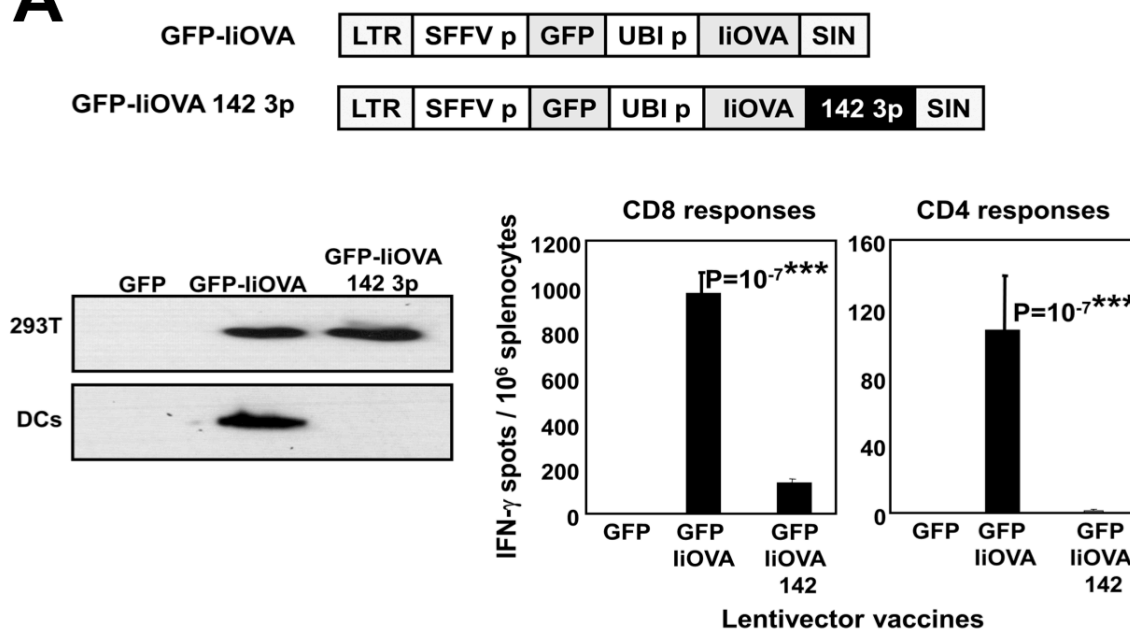 A
GFP-IiOVA LTR SFFV p GFP UBI p IiOVA SIN
GFP-IiOVA 142 3p LTR SFFV p GFP UBI p IiOVA 142 3p SIN
GFP GFP-IiOVA GFP-IiOVA
142 3p
293T
DCs
CD8 responses
IFN-γ spots / 10⁶ splenocytes
1200
1000
800
600
400
200
0
P=10⁻⁷***
GFP GFP GFP
IiOVA IiOVA
142
CD4 responses
160
120
80
40
0
P=10⁻⁷***
GFP GFP GFP
IiOVA IiOVA
142
Lentivector vaccines